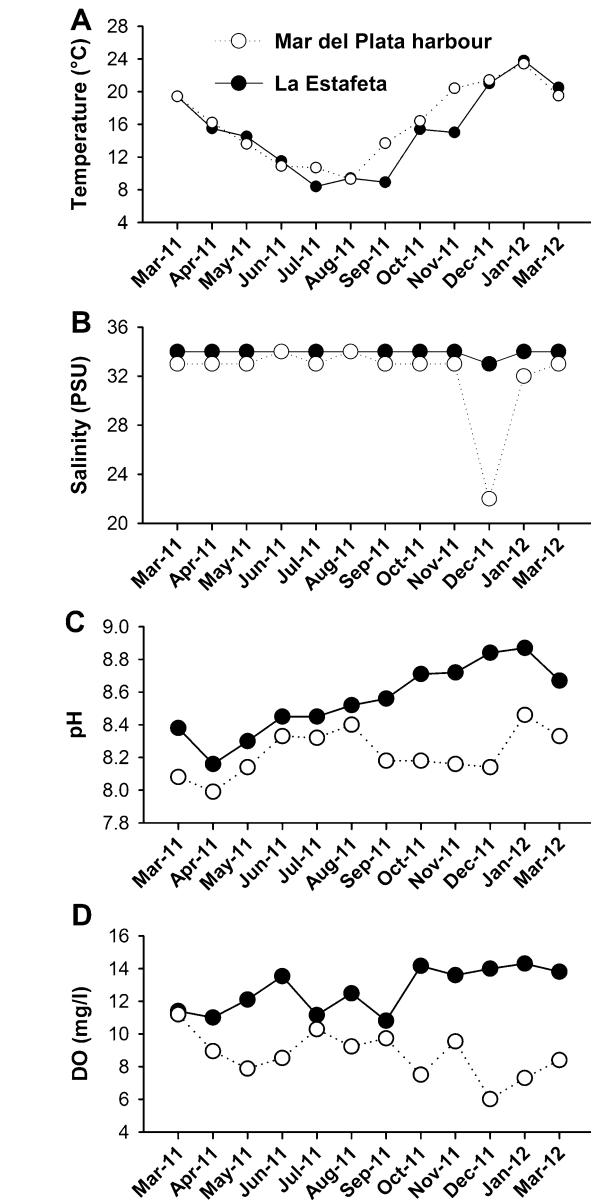 A
Temperature (°C)
28
24
20
16
12
8
4
Mar del Plata harbour
La Estafeta
Mar-11
Apr-11
May-11
Jun-11
Jul-11
Aug-11
Sep-11
Oct-11
Nov-11
Dec-11
Jan-12
Mar-12
B
Salinity (PSU)
36
32
28
24
20
Mar-11
Apr-11
May-11
Jun-11
Jul-11
Aug-11
Sep-11
Oct-11
Nov-11
Dec-11
Jan-12
Mar-12
C
pH
9.0
8.8
8.6
8.4
8.2
8.0
7.8
Mar-11
Apr-11
May-11
Jun-11
Jul-11
Aug-11
Sep-11
Oct-11
Nov-11
Dec-11
Jan-12
Mar-12
D
DO (mg/l)
16
14
12
10
8
6
4
Mar-11
Apr-11
May-11
Jun-11
Jul-11
Aug-11
Sep-11
Oct-11
Nov-11
Dec-11
Jan-12
Mar-12